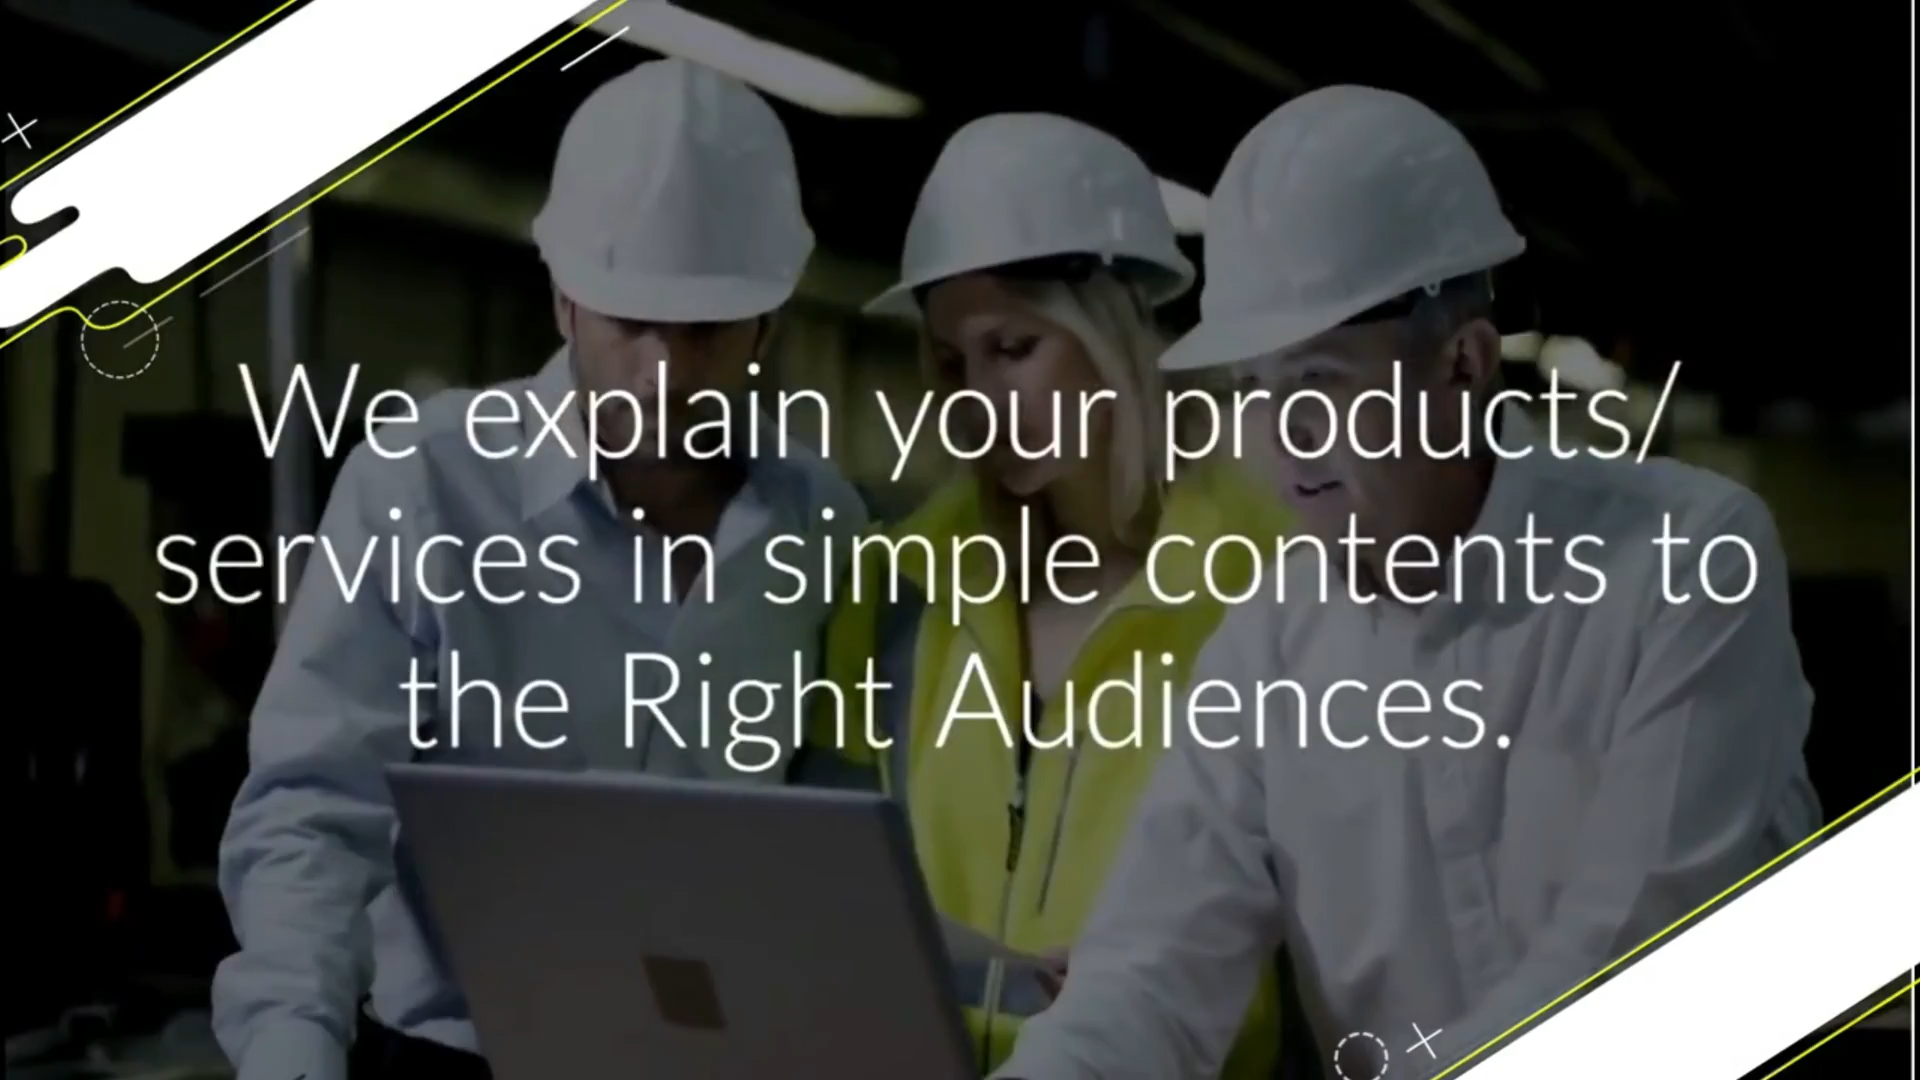 We explain your products/
services in simple contents to
the Right Audiences.